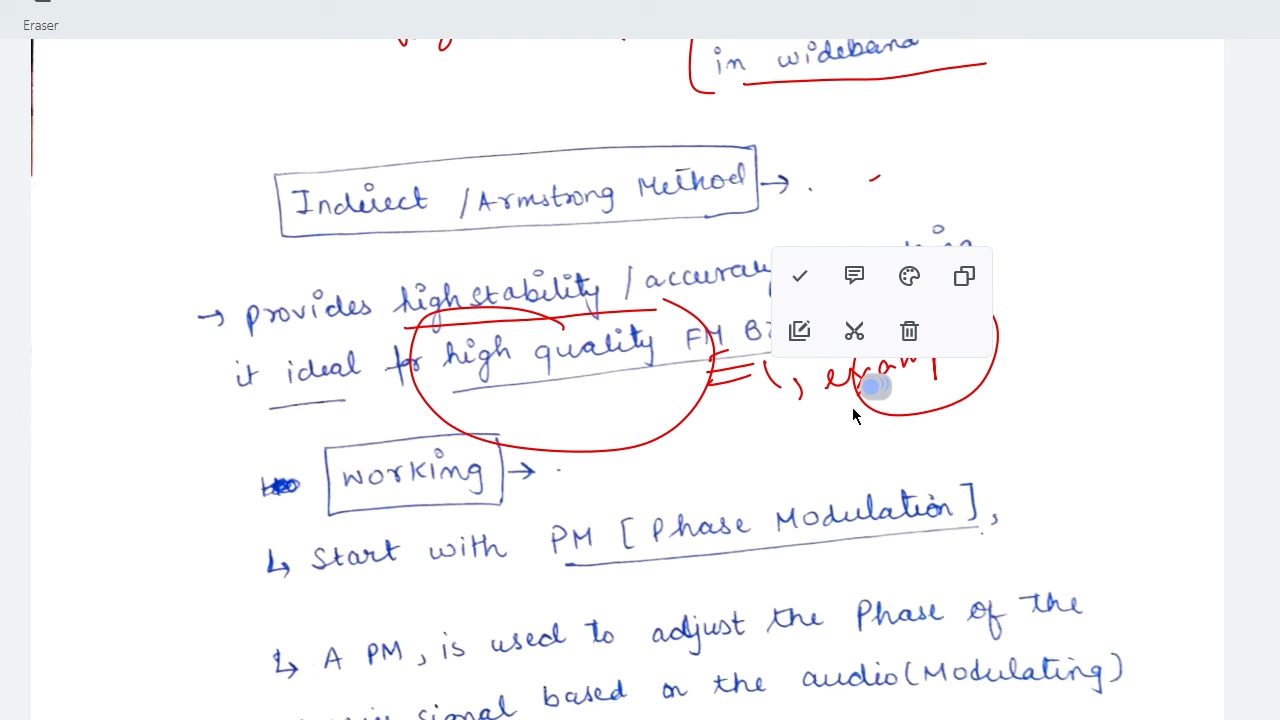 Eraser
in wideband
Indirect /Armstrong Method → .
→ provides high stability / accuracy
it ideal for high quality FM
Working → .
↳ Start with PM [Phase Modulation],
↳ A PM, is used to adjust the Phase of the
signal based on the audio(Modulating)